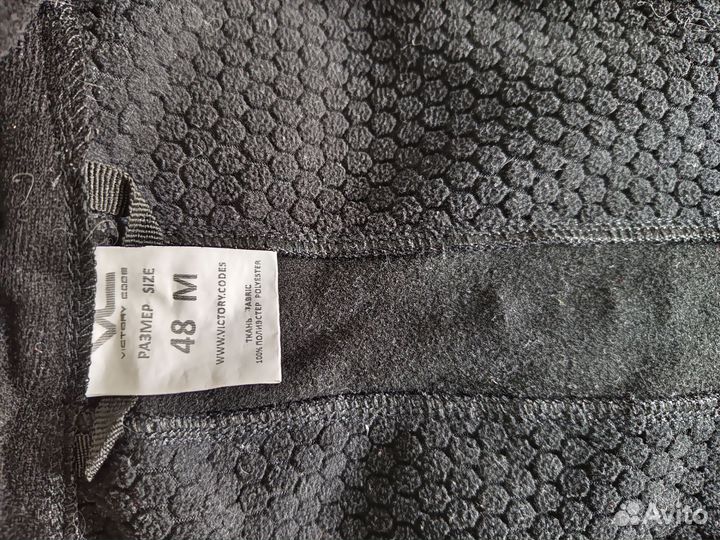 VICTORY CODE
РАЗМЕР SIZE
48 M
WWW.VICTORY.CODES
ТКАНЬ FABRIC
100% ПОЛИЭСТЕР POLYESTER
Avito